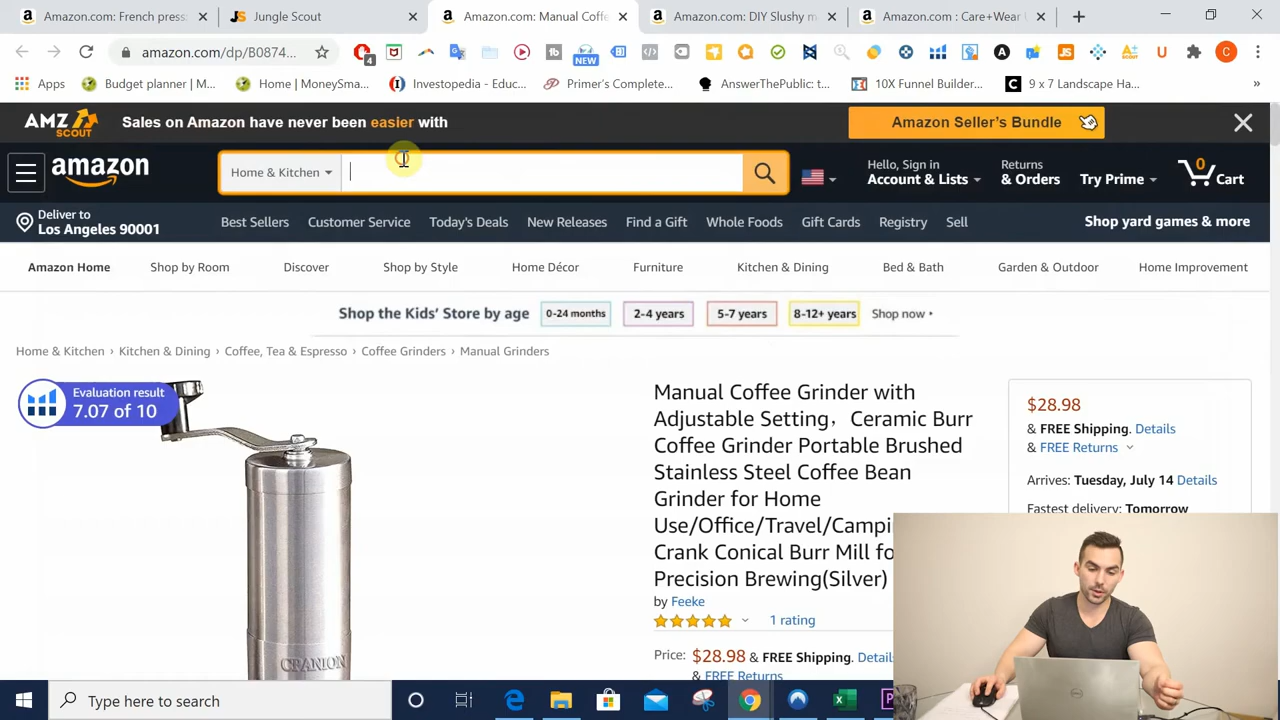 Amazon.com: French press
Jungle Scout
Amazon.com: Manual Coffe
Amazon.com: DIY Slushy m
Amazon.com : Care+Wear U
amazon.com/dp/B0874...
4
NEW
C
Apps
Budget planner | M...
Home | MoneySma...
Investopedia - Educ...
Primer's Complete...
AnswerThePublic: t...
10X Funnel Builder...
9 x 7 Landscape Ha...
AMZ SCOUT
Sales on Amazon have never been easier with
Amazon Seller's Bundle
amazon
Home & Kitchen
Hello, Sign in
Account & Lists
Returns
& Orders
Try Prime
0
Cart
Deliver to
Los Angeles 90001
Best Sellers
Customer Service
Today's Deals
New Releases
Find a Gift
Whole Foods
Gift Cards
Registry
Sell
Shop yard games & more
Amazon Home
Shop by Room
Discover
Shop by Style
Home Décor
Furniture
Kitchen & Dining
Bed & Bath
Garden & Outdoor
Home Improvement
Shop the Kids' Store by age
0-24 months
2-4 years
5-7 years
8-12+ years
Shop now
Home & Kitchen › Kitchen & Dining › Coffee, Tea & Espresso › Coffee Grinders › Manual Grinders
Evaluation result
7.07 of 10
CRANION
Manual Coffee Grinder with
Adjustable Setting，Ceramic Burr
Coffee Grinder Portable Brushed
Stainless Steel Coffee Bean
Grinder for Home
Use/Office/Travel/Campi
Crank Conical Burr Mill fo
Precision Brewing(Silver)
by Feeke
1 rating
Price: $28.98 & FREE Shipping. Detai
& FREE Returns
$28.98
& FREE Shipping. Details
& FREE Returns
Arrives: Tuesday, July 14 Details
Fastest delivery: Tomorrow
Type here to search